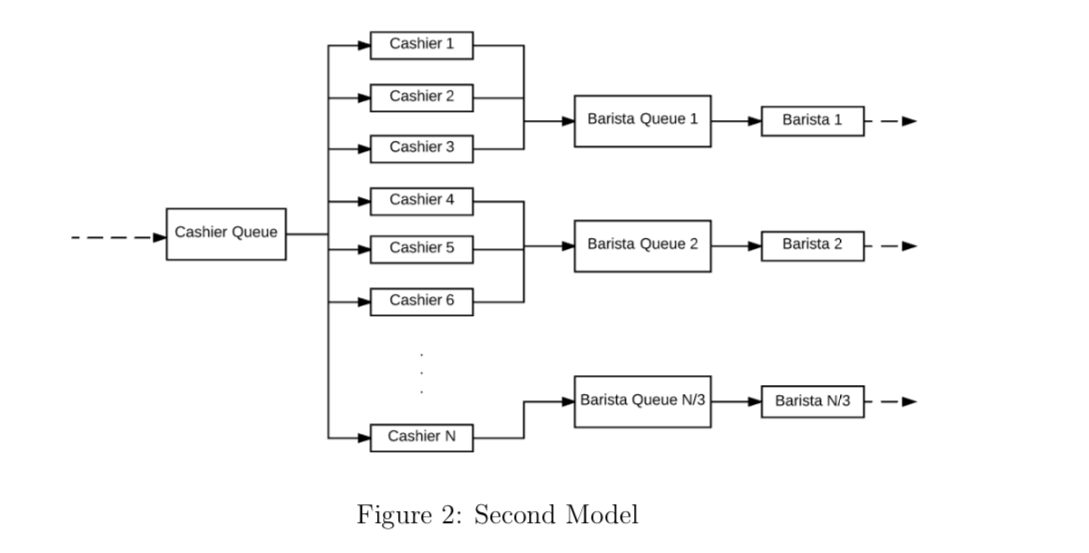 Cashier 1
Cashier 2
Cashier 3
Cashier 4
Cashier 5
Cashier 6
.
.
.
Cashier N
Cashier Queue
Barista Queue 1
Barista 1
Barista Queue 2
Barista 2
Barista Queue N/3
Barista N/3
Figure 2: Second Model